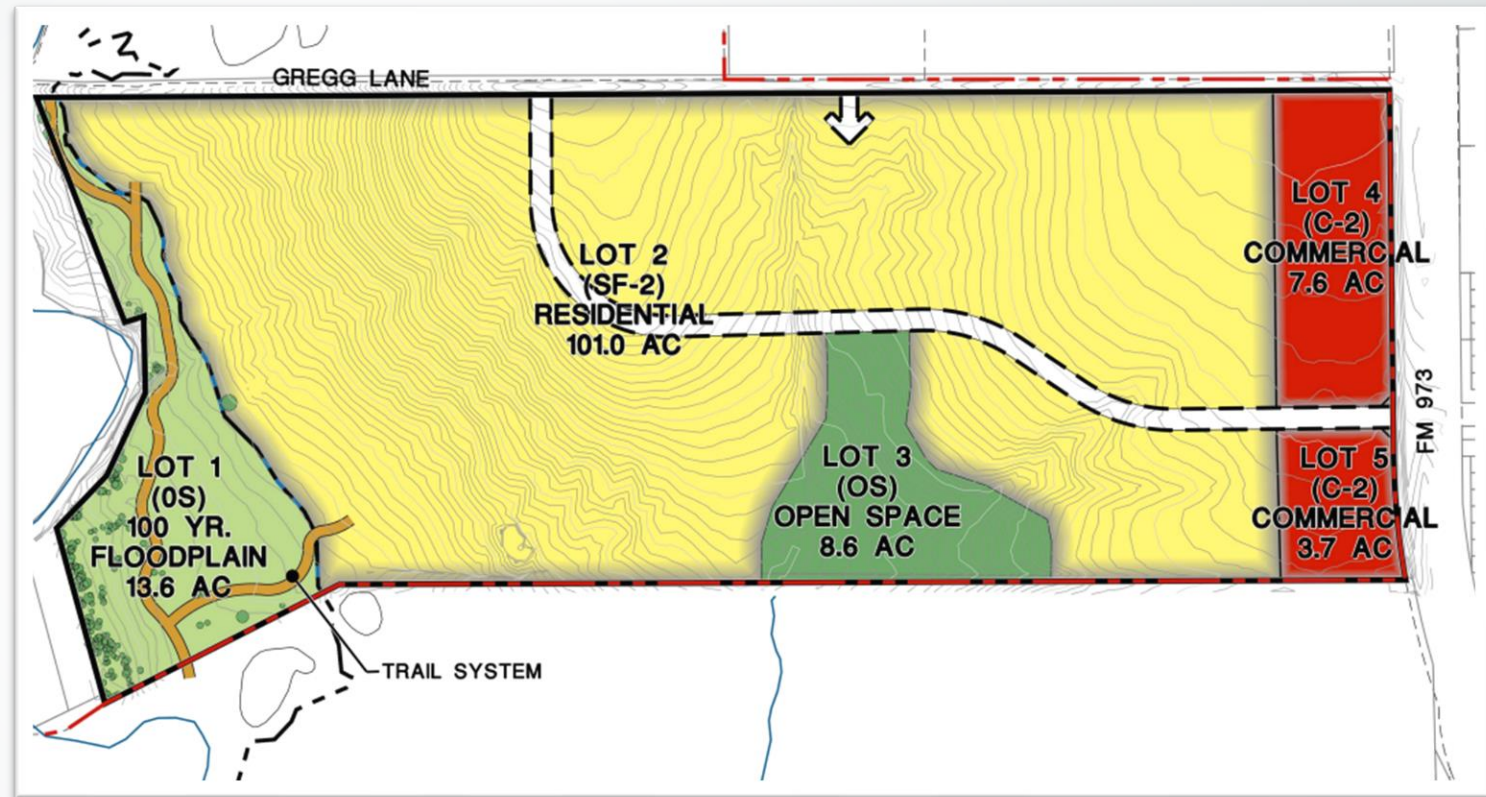 GREGG LANE
LOT 4
(C-2)
COMMERCIAL
7.6 AC
LOT 2
(SF-2)
RESIDENTIAL
101.0 AC
FM 973
LOT 3
(OS)
OPEN SPACE
8.6 AC
LOT 5
(C-2)
COMMERCIAL
3.7 AC
LOT 1
(0S)
100 YR.
FLOODPLAIN
13.6 AC
TRAIL SYSTEM